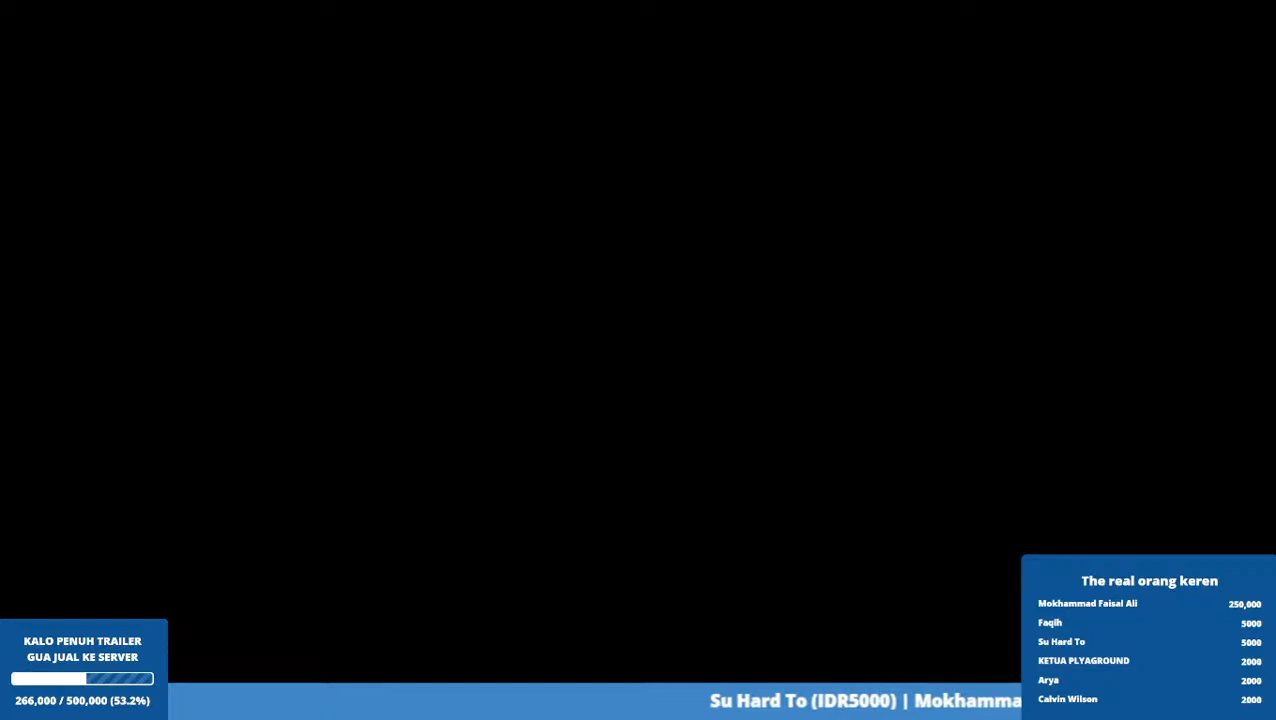 The real orang keren
Mokhammad Faisal Ali 250,000
Faqih 5000
Su Hard To 5000
KETUA PLYAGROUND 2000
Arya 2000
Calvin Wilson 2000
KALO PENUH TRAILER
GUA JUAL KE SERVER
266,000 / 500,000 (53.2%)
Su Hard To (IDR5000) | Mokhamma